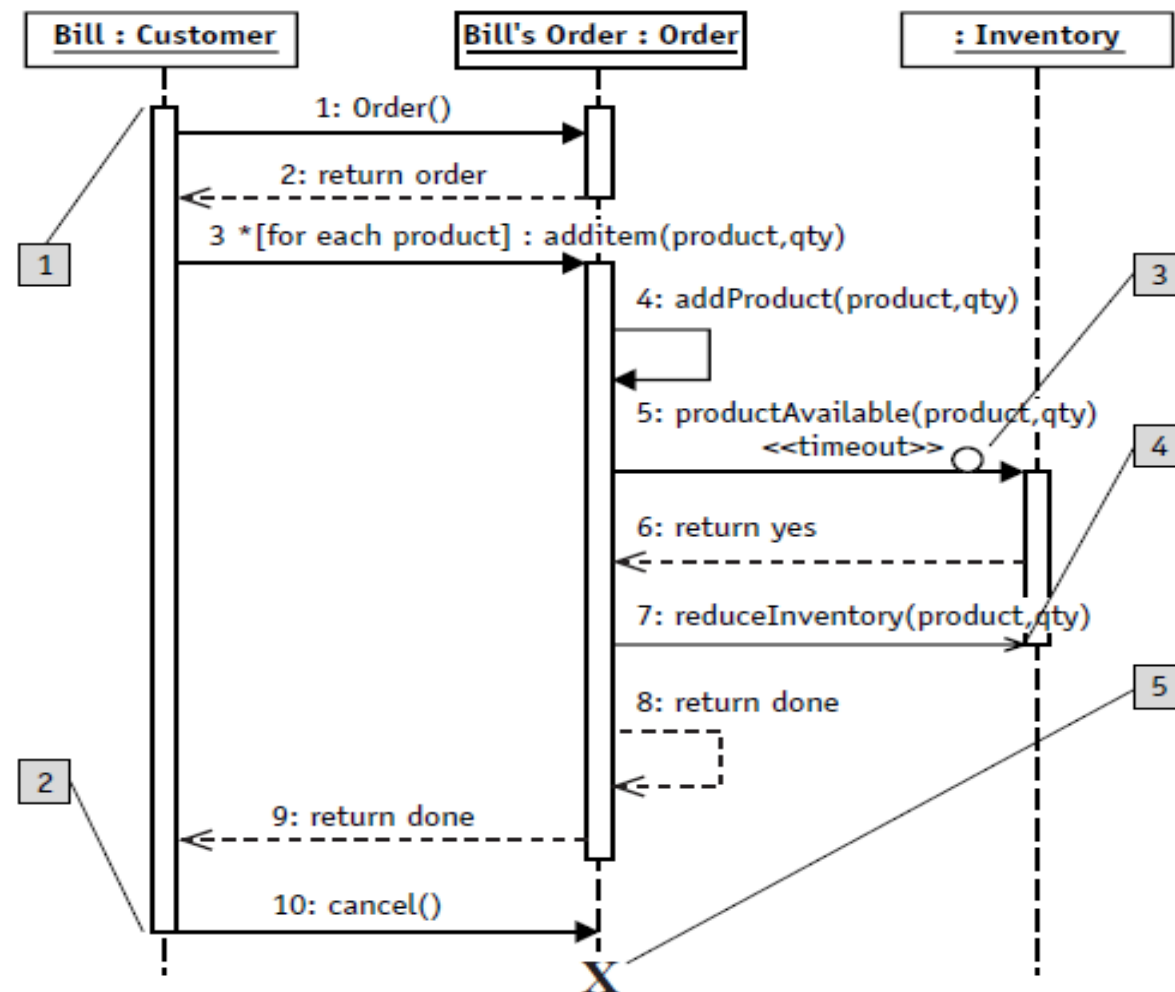 Bill : Customer
Bill's Order : Order
: Inventory
1: Order()
2: return order
3 *[for each product] : additem(product,qty)
1
3
4: addProduct(product,qty)
5: productAvailable(product,qty)
<<timeout>>
4
6: return yes
7: reduceInventory(product,qty)
5
8: return done
2
9: return done
10: cancel()
X